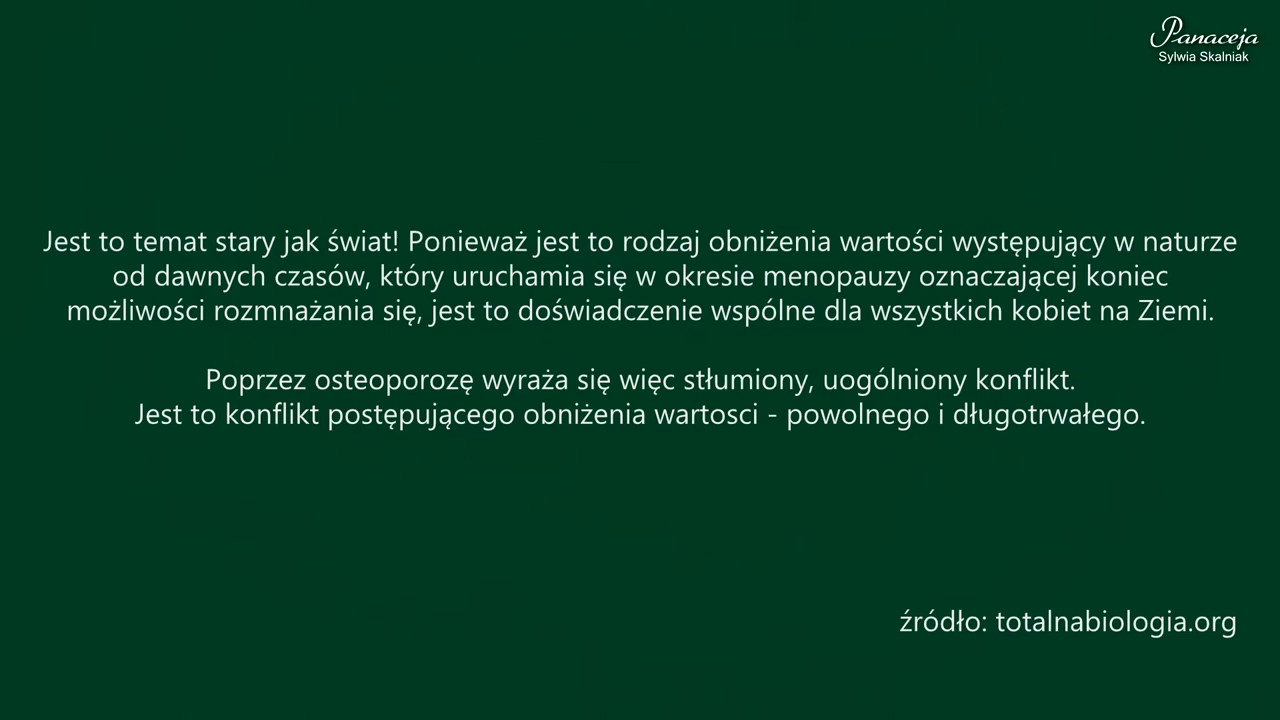 Panaceja
Sylwia Skalniak
Jest to temat stary jak świat! Ponieważ jest to rodzaj obniżenia wartości występujący w naturze
od dawnych czasów, który uruchamia się w okresie menopauzy oznaczającej koniec
możliwości rozmnażania się, jest to doświadczenie wspólne dla wszystkich kobiet na Ziemi.
Poprzez osteoporozę wyraża się więc stłumiony, uogólniony konflikt.
Jest to konflikt postępującego obniżenia wartosci - powolnego i długotrwałego.
źródło: totalnabiologia.org